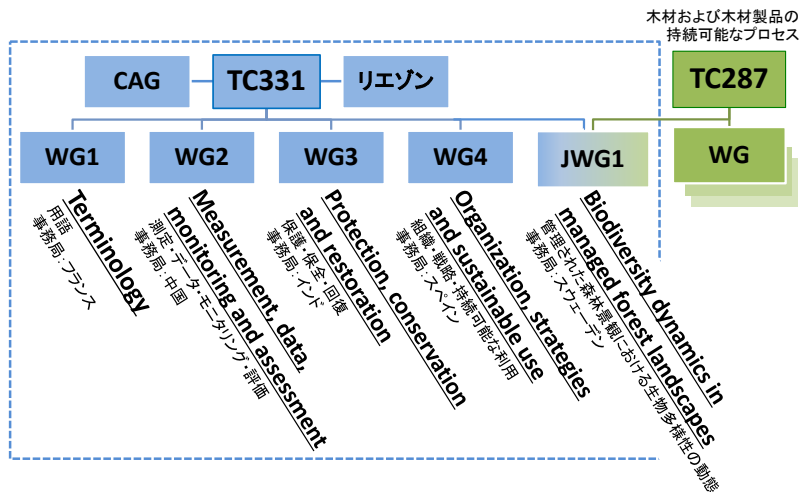 木材および木材製品の
持続可能なプロセス
CAG
TC331
リエゾン
TC287
WG1
WG2
WG3
WG4
JWG1
WG
Terminology
用語
事務局：フランス
Measurement, data,
monitoring and assessment
測定・データ・モニタリング・評価
事務局：中国
Protection, conservation
and restoration
保護・保全・回復
事務局：インド
Organization, strategies
and sustainable use
組織・戦略・持続可能な利用
事務局：スペイン
Biodiversity dynamics in
managed forest landscapes
管理された森林景観における生物多様性の動態
事務局：スウェーデン